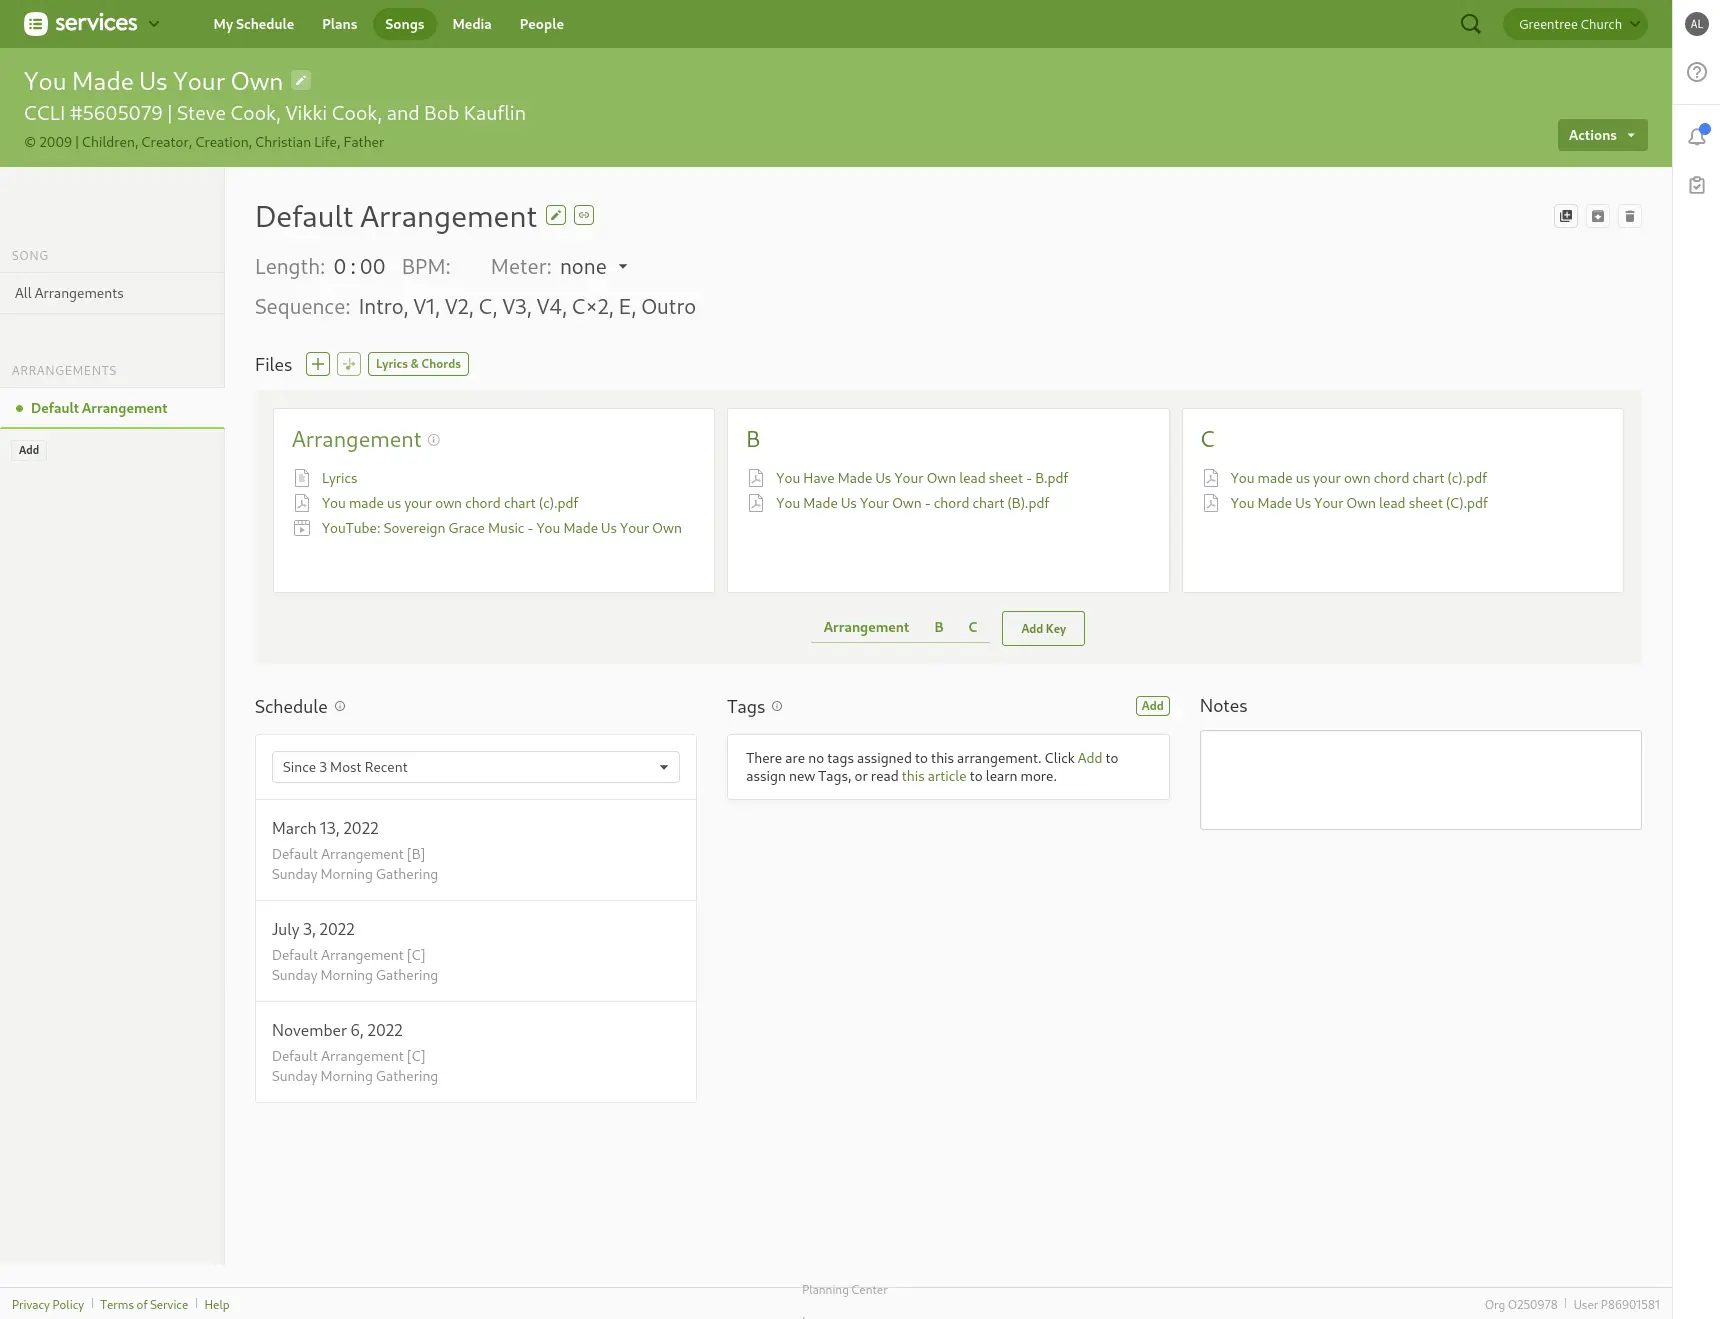 services
My Schedule
Plans
Songs
Media
People
Greentree Church
AL
You Made Us Your Own
CCLI #5605079 | Steve Cook, Vikki Cook, and Bob Kauflin
© 2009 | Children, Creator, Creation, Christian Life, Father
Actions
SONG
All Arrangements
ARRANGEMENTS
Default Arrangement
Add
Default Arrangement
Length: 0:00 BPM: Meter: none
Sequence: Intro, V1, V2, C, V3, V4, C×2, E, Outro
Files
Lyrics & Chords
Arrangement
Lyrics
You made us your own chord chart (c).pdf
YouTube: Sovereign Grace Music - You Made Us Your Own
B
You Have Made Us Your Own lead sheet - B.pdf
You Made Us Your Own - chord chart (B).pdf
C
You made us your own chord chart (c).pdf
You Made Us Your Own lead sheet (C).pdf
Arrangement
B
C
Add Key
Schedule
Since 3 Most Recent
March 13, 2022
Default Arrangement [B]
Sunday Morning Gathering
July 3, 2022
Default Arrangement [C]
Sunday Morning Gathering
November 6, 2022
Default Arrangement [C]
Sunday Morning Gathering
Tags
Add
There are no tags assigned to this arrangement. Click Add to
assign new Tags, or read this article to learn more.
Notes
Planning Center
Privacy Policy
Terms of Service
Help
Org O250978
User P86901581